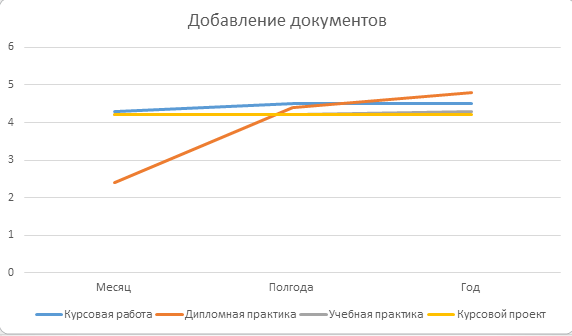 Добавление документов
6
5
4
3
2
1
0
Месяц Полгода Год
Курсовая работа Дипломная практика Учебная практика Курсовой проект